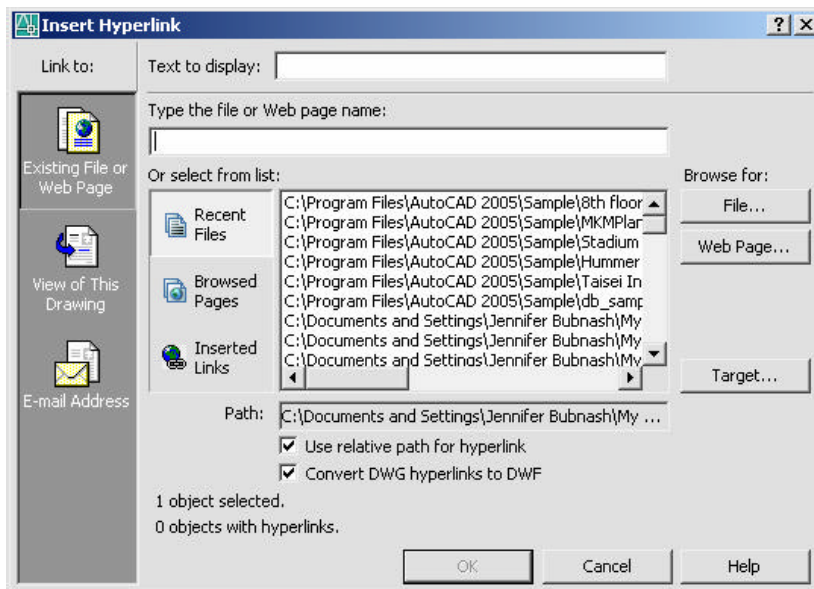 Insert Hyperlink
Link to:
Text to display:
Existing File or
Web Page
View of This
Drawing
E-mail Address
Type the file or Web page name:
Or select from list:
Recent
Files
Browsed
Pages
Inserted
Links
C:\Program Files\AutoCAD 2005\Sample\8th floor
C:\Program Files\AutoCAD 2005\Sample\MKMPlan
C:\Program Files\AutoCAD 2005\Sample\Stadium
C:\Program Files\AutoCAD 2005\Sample\Hummer
C:\Program Files\AutoCAD 2005\Sample\Taisei In
C:\Program Files\AutoCAD 2005\Sample\db_samp
C:\Documents and Settings\Jennifer Bubnash\My
C:\Documents and Settings\Jennifer Bubnash\My
C:\Documents and Settings\Jennifer Bubnash\My
Browse for:
File...
Web Page...
Target...
Path: C:\Documents and Settings\Jennifer Bubnash\My ...
Use relative path for hyperlink
Convert DWG hyperlinks to DWF
1 object selected.
0 objects with hyperlinks.
OK
Cancel
Help